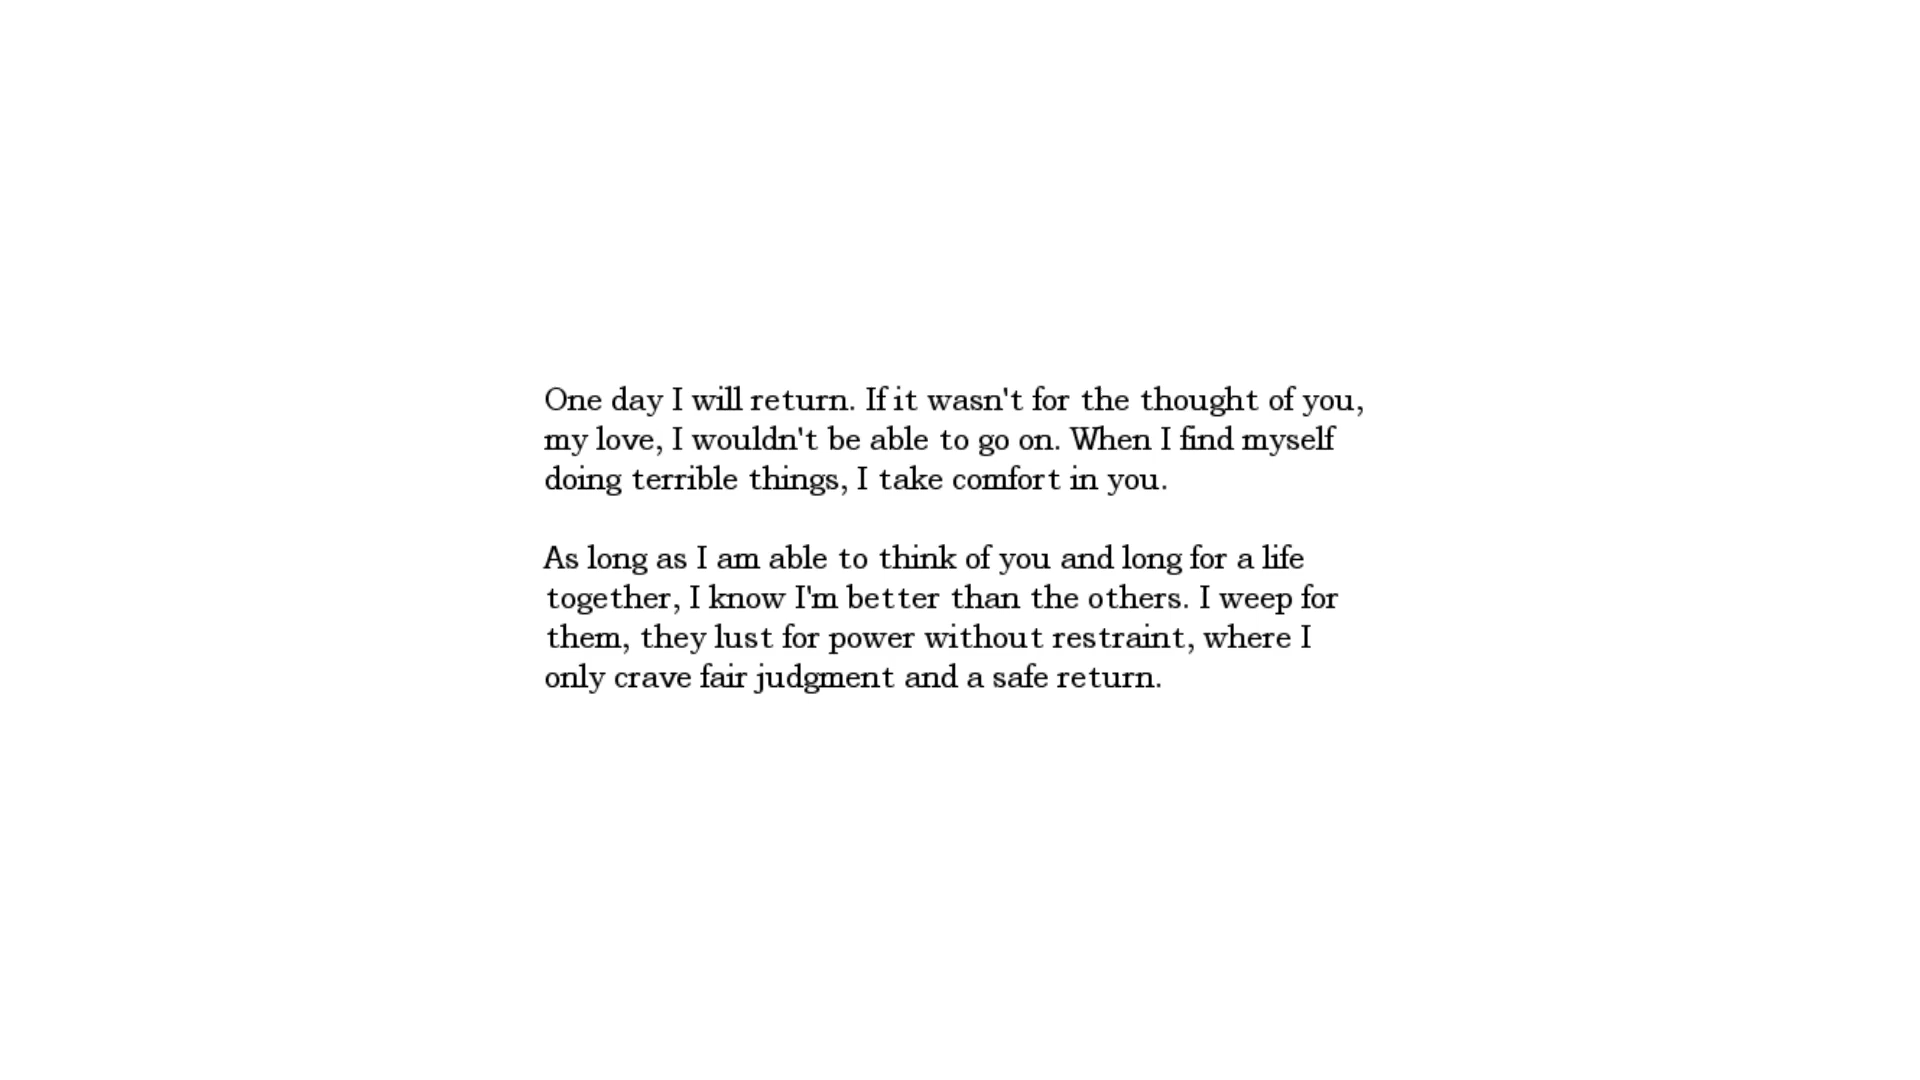 One day I will return. If it wasn't for the thought of you,
my love, I wouldn't be able to go on. When I find myself
doing terrible things, I take comfort in you.
As long as I am able to think of you and long for a life
together, I know I'm better than the others. I weep for
them, they lust for power without restraint, where I
only crave fair judgment and a safe return.